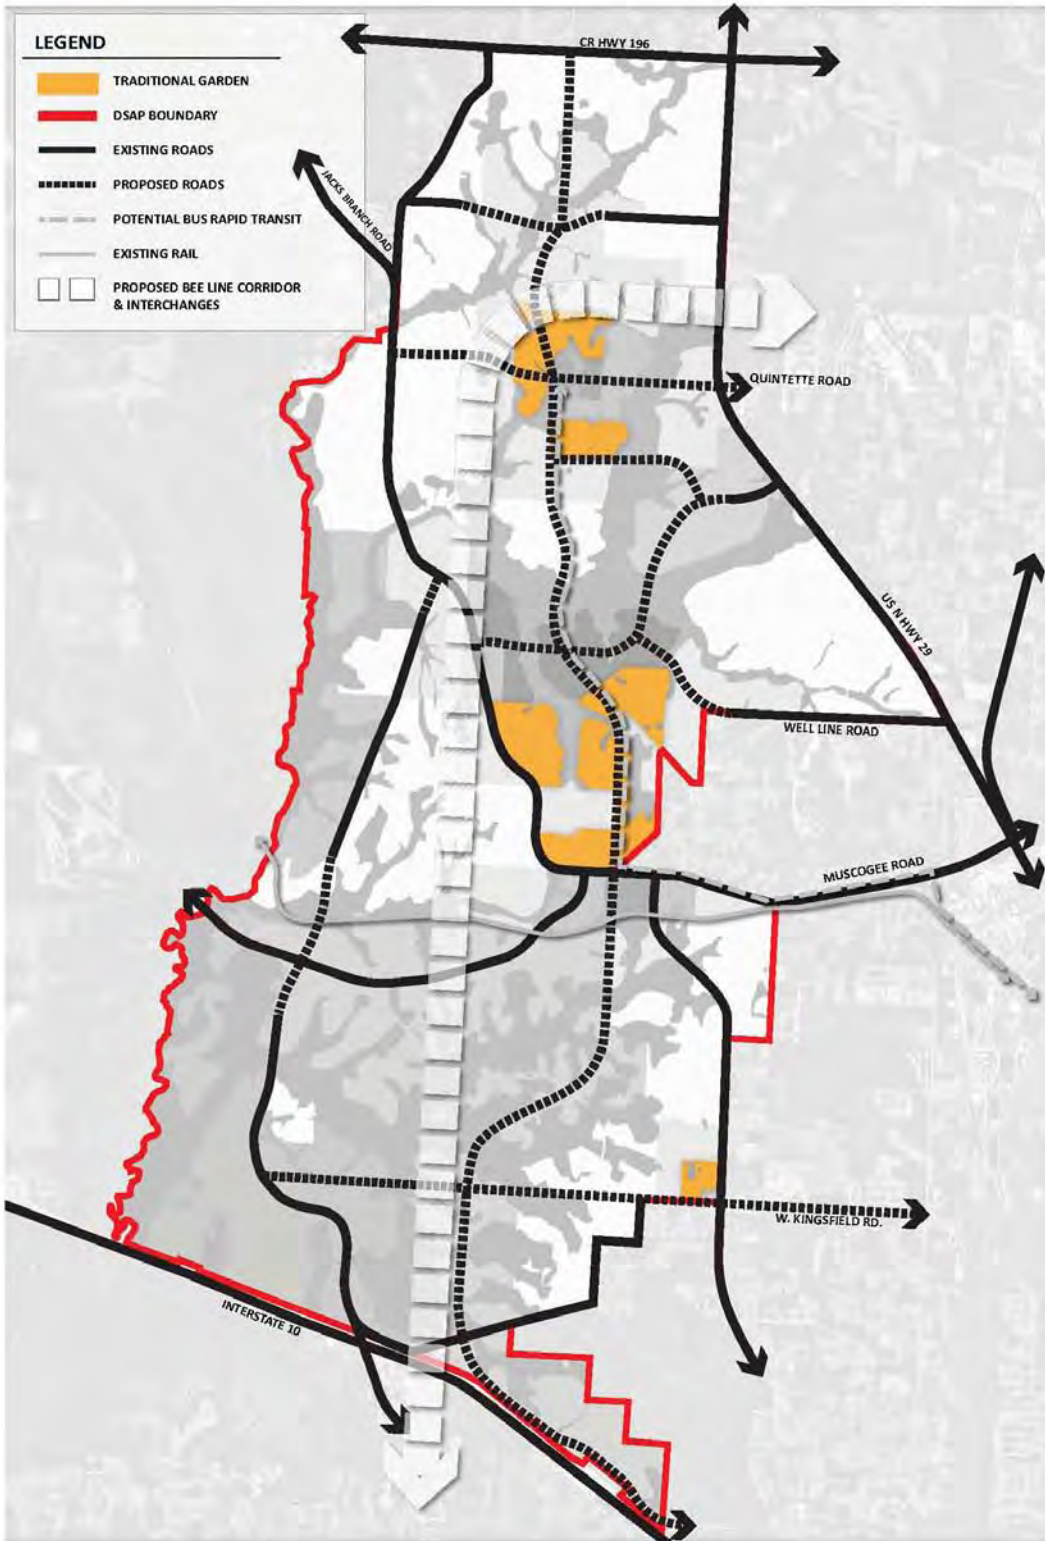 LEGEND
TRADITIONAL GARDEN
DSAP BOUNDARY
EXISTING ROADS
PROPOSED ROADS
POTENTIAL BUS RAPID TRANSIT
EXISTING RAIL
PROPOSED BEE LINE CORRIDOR
& INTERCHANGES
CR HWY 196
JACKS BRANCH ROAD
QUINTETTE ROAD
US N HWY 29
WELL LINE ROAD
MUSCOGEE ROAD
W. KINGSFIELD RD.
INTERSTATE 10